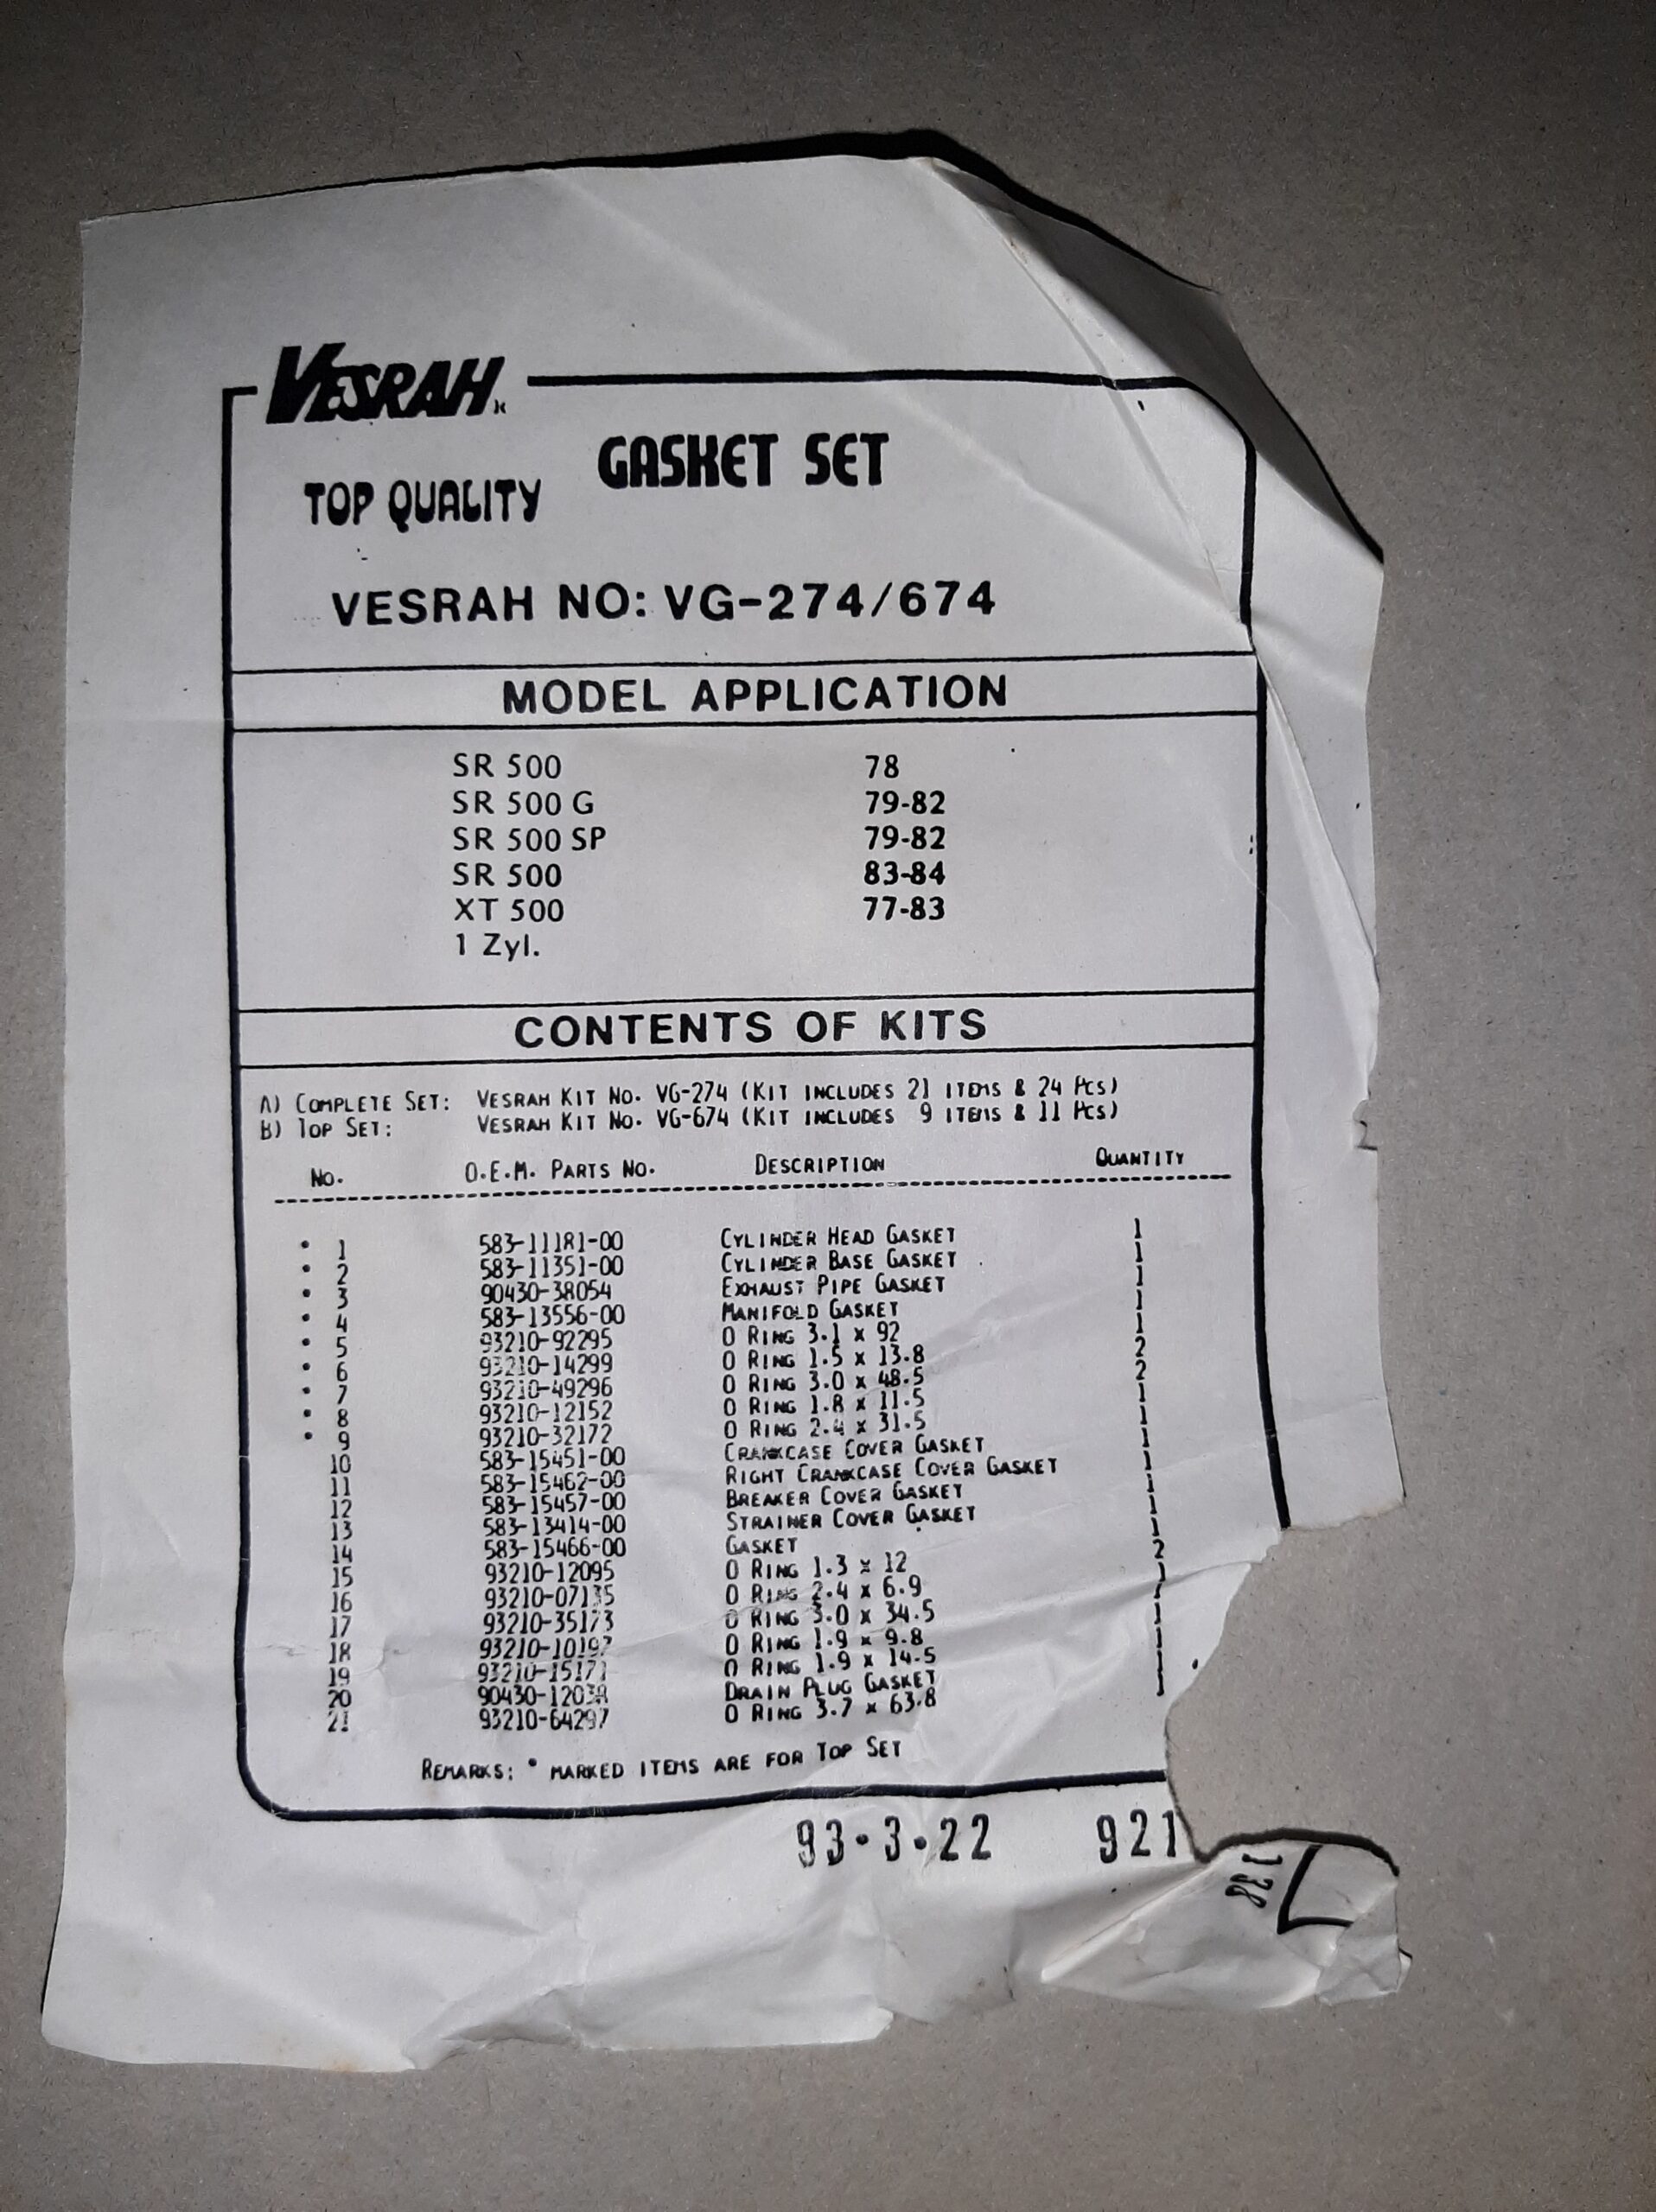 VESRAH
GASKET SET
TOP QUALITY
VESRAH NO: VG-274/674
MODEL APPLICATION
SR 500 78
SR 500 G 79-82
SR 500 SP 79-82
SR 500 83-84
XT 500 77-83
1 Zyl.
CONTENTS OF KITS
A) COMPLETE SET: VESRAH KIT NO. VG-274 (KIT INCLUDES 21 ITEMS & 24 PCS)
B) TOP SET: VESRAH KIT NO. VG-674 (KIT INCLUDES 9 ITEMS & 11 PCS)
NO. O.E.M. PARTS NO. DESCRIPTION QUANTITY
• 1 583-11181-00 CYLINDER HEAD GASKET 1
• 2 583-11351-00 CYLINDER BASE GASKET 1
• 3 90430-38054 EXHAUST PIPE GASKET 1
• 4 583-13556-00 MANIFOLD GASKET 1
• 5 93210-92295 O RING 3.1 x 92 1
• 6 93210-14299 O RING 1.5 x 13.8 2
• 7 93210-49296 O RING 3.0 x 48.5 2
• 8 93210-12152 O RING 1.8 x 11.5 1
• 9 93210-32172 O RING 2.4 x 31.5 1
10 583-15451-00 CRANKCASE COVER GASKET 1
11 583-15462-00 RIGHT CRANKCASE COVER GASKET 1
12 583-15457-00 BREAKER COVER GASKET 1
13 583-13414-00 STRAINER COVER GASKET 1
14 583-15466-00 GASKET 1
15 93210-12095 O RING 1.3 x 12 2
16 93210-07135 O RING 2.4 x 6.9 1
17 93210-35173 O RING 3.0 x 34.5 1
18 93210-10197 O RING 1.9 x 9.8 1
19 93210-15171 O RING 1.9 x 14.5 1
20 DRAIN PLUG GASKET 1
21 93210-64297 O RING 3.7 x 63.8 1
REMARKS: • MARKED ITEMS ARE FOR TOP SET
93.3.22 921
138